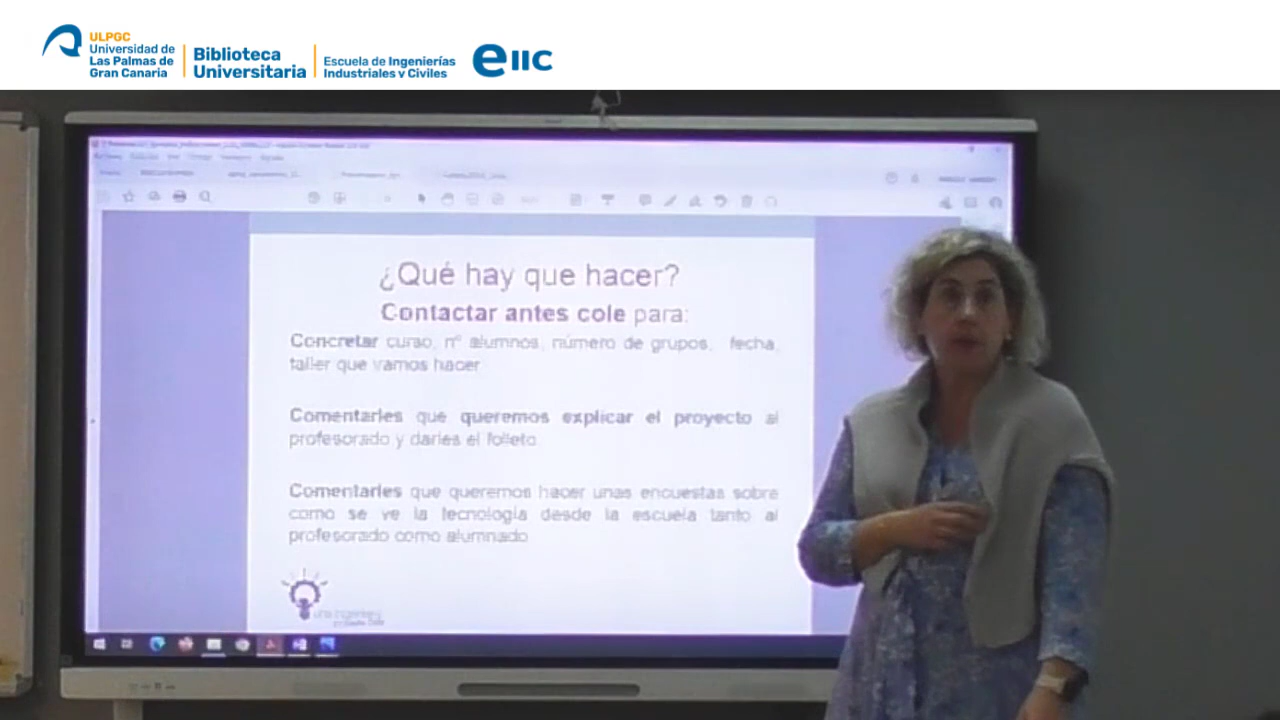 ULPGC
Universidad de
Las Palmas de
Gran Canaria
Biblioteca
Universitaria
Escuela de Ingenierías
Industriales y Civiles
eIIC
¿Qué hay que hacer?
Contactar antes cole para:
Concretar curso, nº alumnos, número de grupos, fecha,
taller que vamos hacer
Comentarles que queremos explicar el proyecto al
profesorado y darles el folleto
Comentarles que queremos hacer unas encuestas sobre
como se ve la tecnología desde la escuela tanto al
profesorado como alumnado